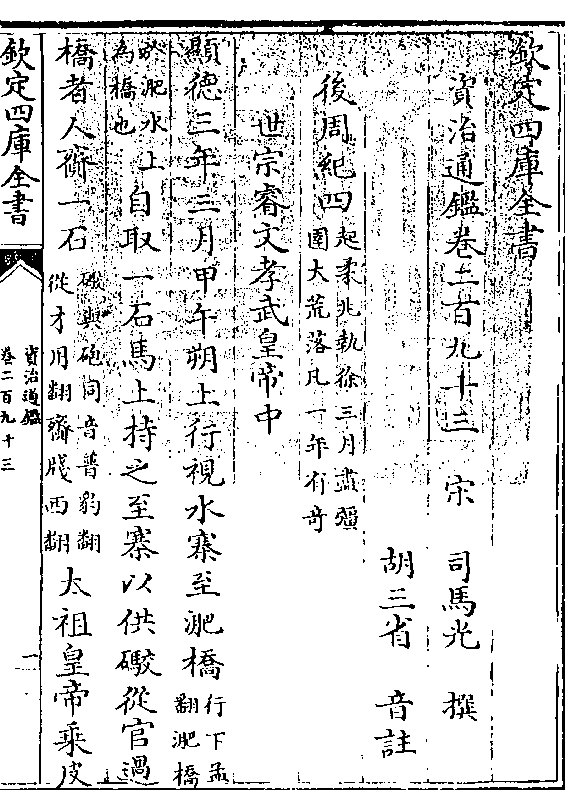 欽定四庫全書
資治通鑑卷二百九十三 宋 司馬光 撰
胡三省 音註
後周紀四 起柔兆執徐三月盡彊圉大荒落凡一年有奇
世宗睿文孝武皇帝中
顯德三年三月甲午朔上行視水寨至淝橋 行下孟翻淝橋
跨淝水為橋也 上自取一石馬上持之至寨以供礮從官過
橋者人齎一石 礮與砲同音普豹翻從才用翻齎牋西翻 太祖皇帝乗皮
欽定四庫全書
資治通鑑
卷二百九十三
一